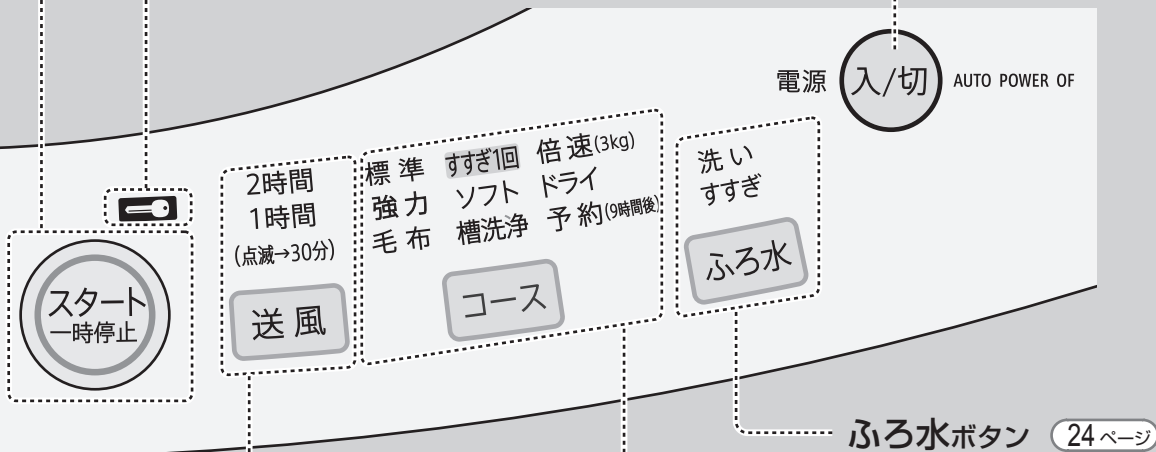 電源 入/切 AUTO POWER OF
2時間
1時間
(点滅→30分)
送風
標準 すすぎ1回 倍速(3kg)
強力 ソフト ドライ
毛布 槽洗浄 予約(9時間後)
コース
洗い
すすぎ
ふろ水
スタート
一時停止
ふろ水ボタン 24ページ